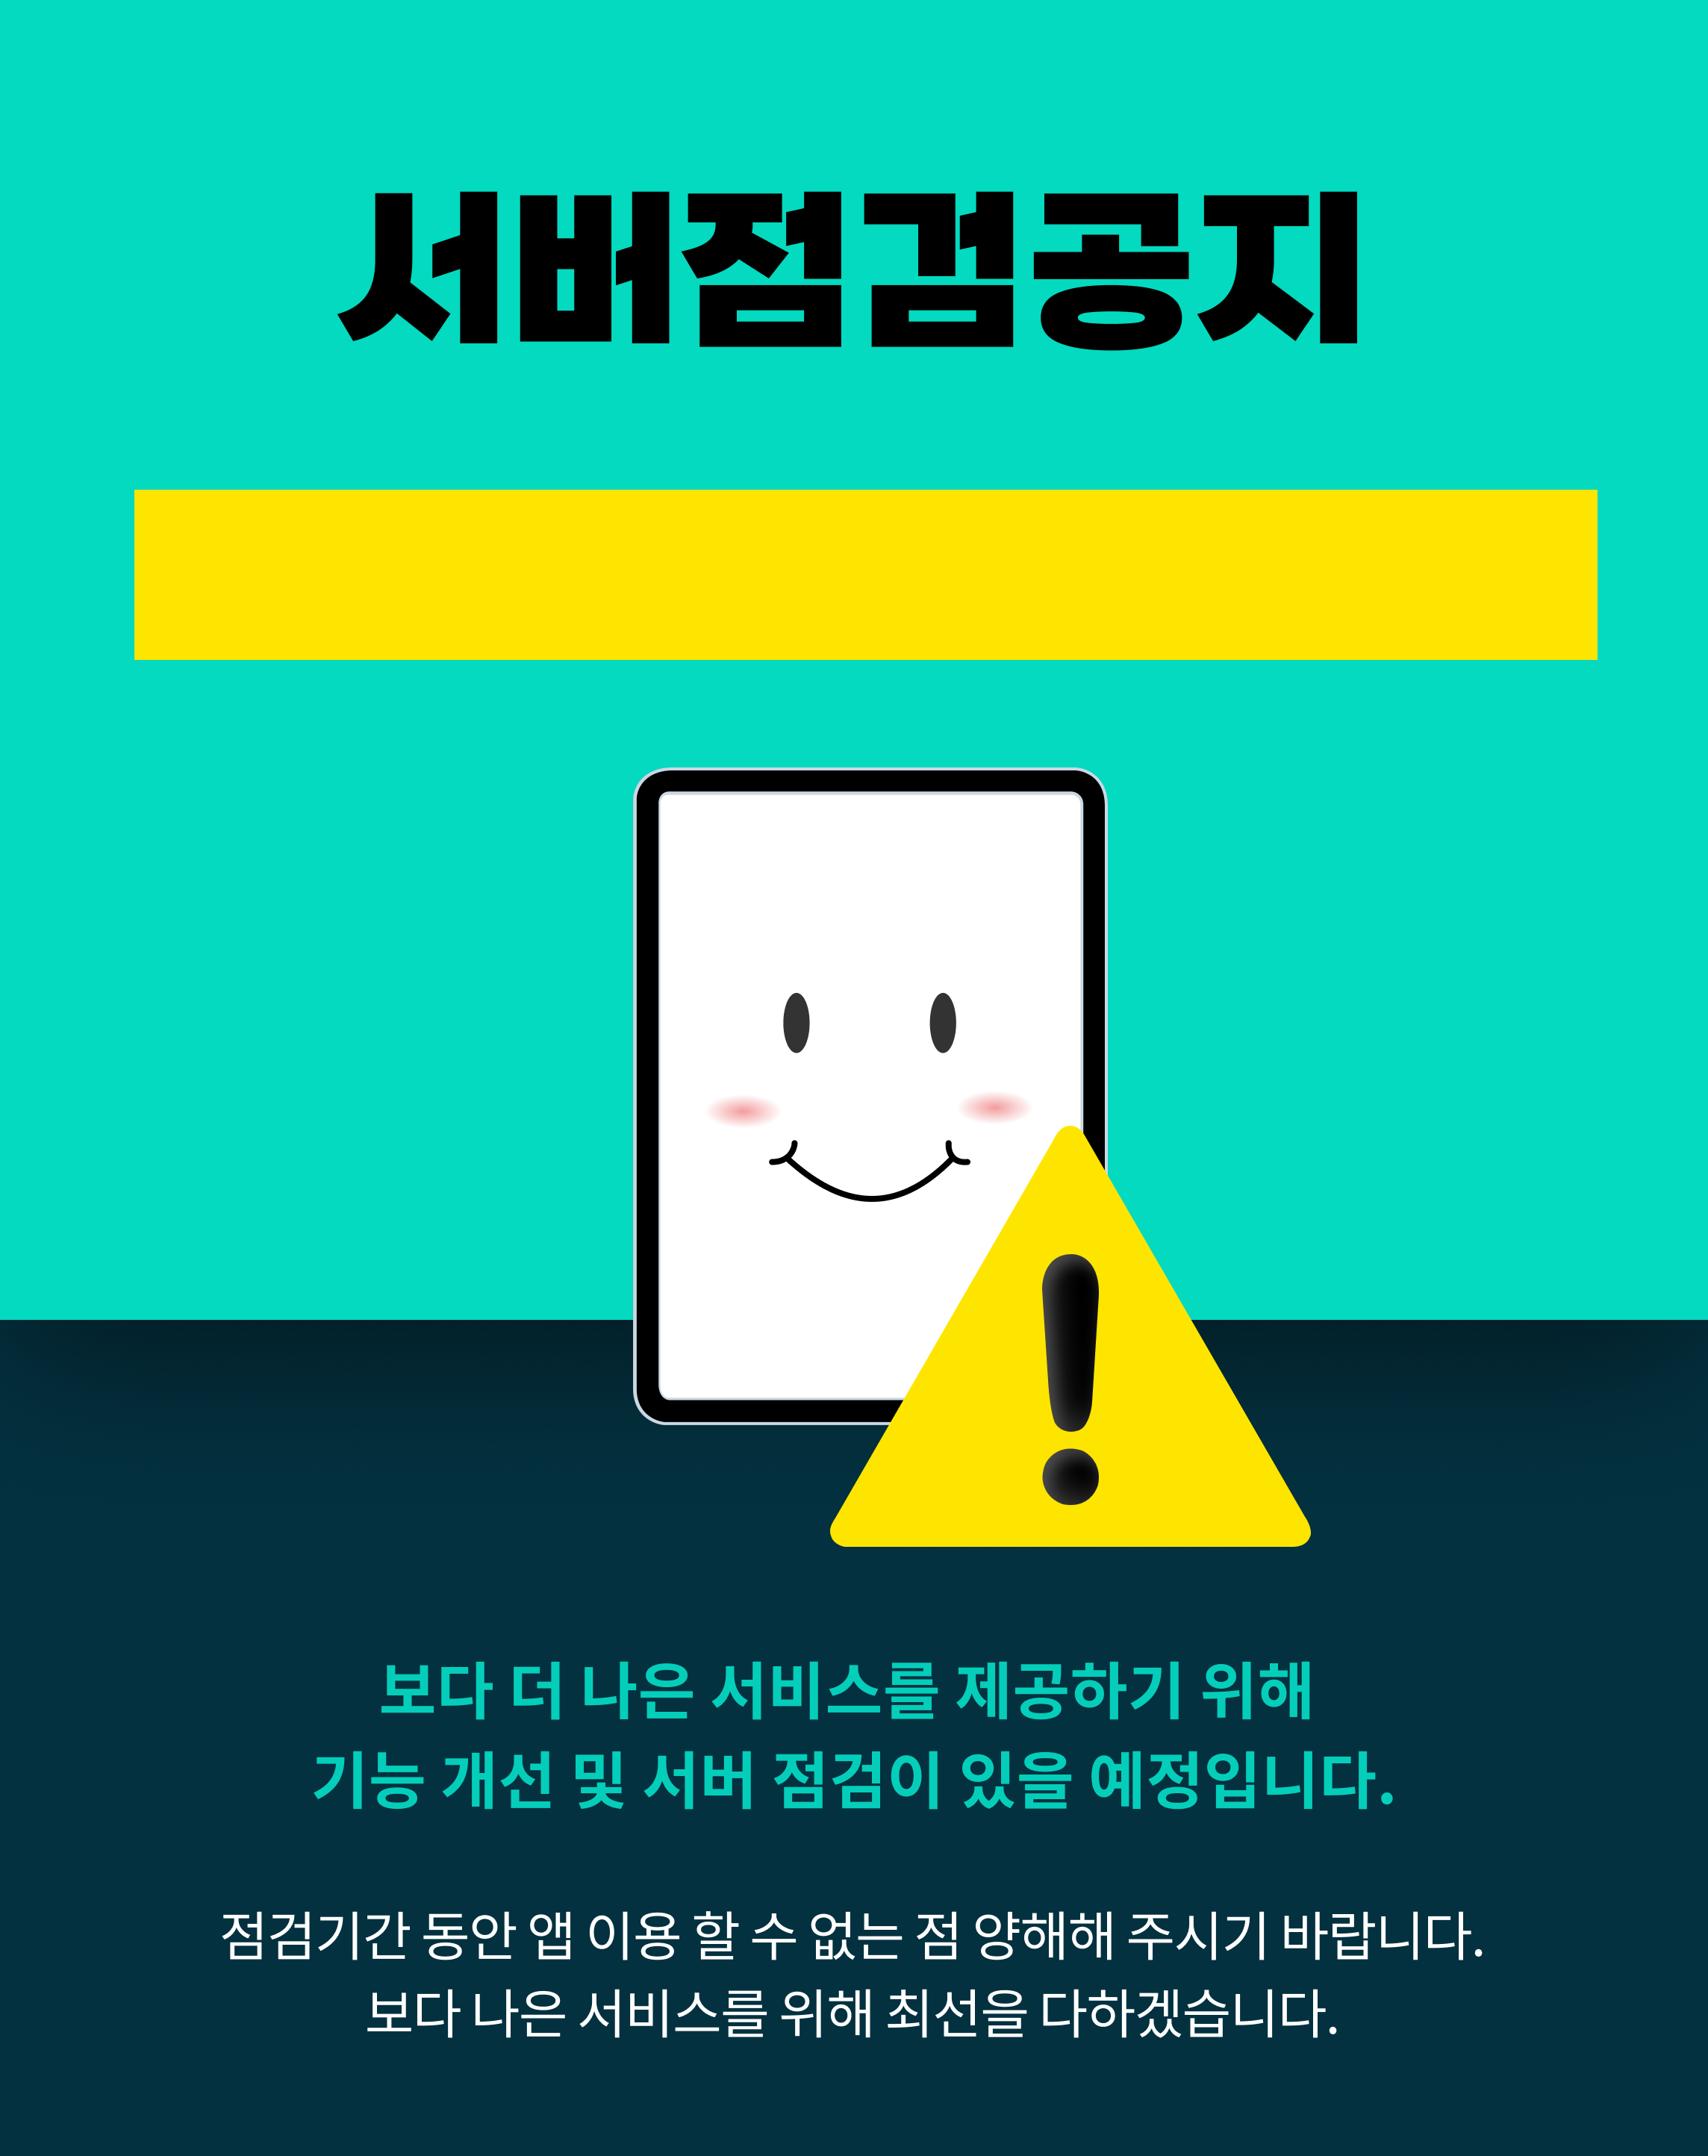 서버점검공지
보다 더 나은 서비스를 제공하기 위해
기능 개선 및 서버 점검이 있을 예정입니다.
점검기간 동안 앱 이용 할 수 없는 점 양해해 주시기 바랍니다.
보다 나은 서비스를 위해 최선을 다하겠습니다.